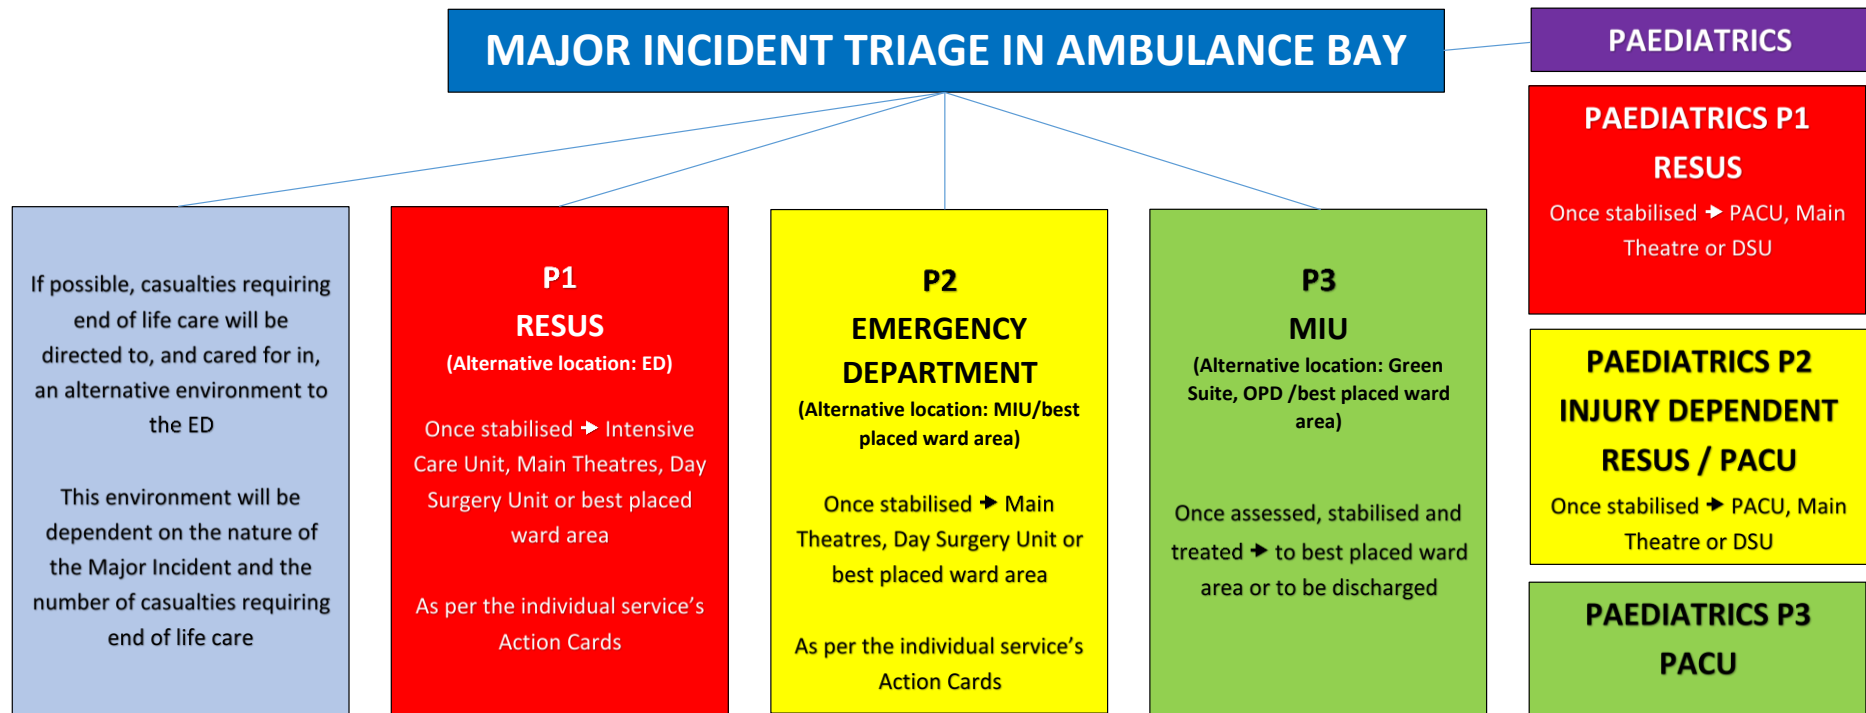 MAJOR INCIDENT TRIAGE IN AMBULANCE BAY
If possible, casualties requiring
end of life care will be
directed to, and cared for in,
an alternative environment to
the ED
This environment will be
dependent on the nature of
the Major Incident and the
number of casualties requiring
end of life care
P1
RESUS
(Alternative location: ED)
Once stabilised → Intensive
Care Unit, Main Theatres, Day
Surgery Unit or best placed
ward area
As per the individual service’s
Action Cards
P2
EMERGENCY
DEPARTMENT
(Alternative location: MIU/best
placed ward area)
Once stabilised → Main
Theatres, Day Surgery Unit or
best placed ward area
As per the individual service’s
Action Cards
P3
MIU
(Alternative location: Green
Suite, OPD /best placed ward
area)
Once assessed, stabilised and
treated → to best placed ward
area or to be discharged
PAEDIATRICS
PAEDIATRICS P1
RESUS
Once stabilised → PACU, Main
Theatre or DSU
PAEDIATRICS P2
INJURY DEPENDENT
RESUS / PACU
Once stabilised → PACU, Main
Theatre or DSU
PAEDIATRICS P3
PACU